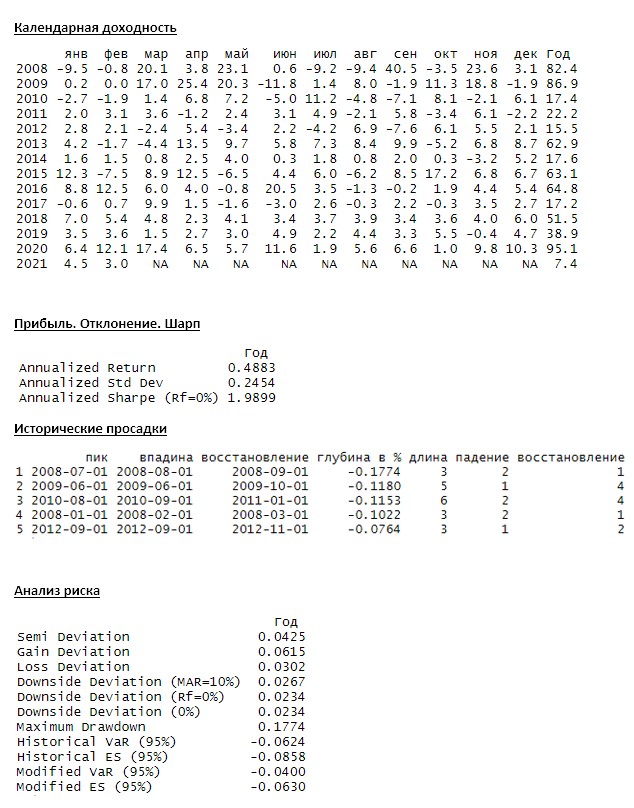 Календарная доходность
янв фев мар апр май июн июл авг сен окт ноя дек Год
2008 -9.5 -0.8 20.1 3.8 23.1 0.6 -9.2 -9.4 40.5 -3.5 23.6 3.1 82.4
2009 0.2 0.0 17.0 25.4 20.3 -11.8 1.4 8.0 -1.9 11.3 18.8 -1.9 86.9
2010 -2.7 -1.9 1.4 6.8 7.2 -5.0 11.2 -4.8 -7.1 8.1 -2.1 6.1 17.4
2011 2.0 3.1 3.6 -1.2 2.4 3.1 4.9 -2.1 5.8 -3.4 6.1 -2.2 22.2
2012 2.8 2.1 -2.4 5.4 -3.4 2.2 -4.2 6.9 -7.6 6.1 5.5 2.1 15.5
2013 4.2 -1.7 -4.4 13.5 9.7 5.8 7.3 8.4 9.9 -5.2 6.8 8.7 62.9
2014 1.6 1.5 0.8 2.5 4.0 0.3 1.8 0.8 2.0 0.3 -3.2 5.2 17.6
2015 12.3 -7.5 8.9 12.5 -6.5 4.4 6.0 -6.2 8.5 17.2 6.8 6.7 63.1
2016 8.8 12.5 6.0 4.0 -0.8 20.5 3.5 -1.3 -0.2 1.9 4.4 5.4 64.8
2017 -0.6 0.7 9.9 1.5 -1.6 -3.0 2.6 -0.3 2.2 -0.3 3.5 2.7 17.2
2018 7.0 5.4 4.8 2.3 4.1 3.4 3.7 3.9 3.4 3.6 4.0 6.0 51.5
2019 3.5 3.6 1.5 2.7 3.0 4.9 2.2 4.4 3.3 5.5 -0.4 4.7 38.9
2020 6.4 12.1 17.4 6.5 5.7 11.6 1.9 5.6 6.6 1.0 9.8 10.3 95.1
2021 4.5 3.0 NA NA NA NA NA NA NA NA NA NA 7.4
Прибыль. Отклонение. Шарп
Год
Annualized Return 0.4883
Annualized Std Dev 0.2454
Annualized Sharpe (Rf=0%) 1.9899
Исторические просадки
пик впадина восстановление глубина в % длина падение восстановление
1 2008-07-01 2008-08-01 2008-09-01 -0.1774 3 2 1
2 2009-06-01 2009-06-01 2009-10-01 -0.1180 5 1 4
3 2010-08-01 2010-09-01 2011-01-01 -0.1153 6 2 4
4 2008-01-01 2008-02-01 2008-03-01 -0.1022 3 2 1
5 2012-09-01 2012-09-01 2012-11-01 -0.0764 3 1 2
Анализ риска
Год
Semi Deviation 0.0425
Gain Deviation 0.0615
Loss Deviation 0.0302
Downside Deviation (MAR=10%) 0.0267
Downside Deviation (Rf=0%) 0.0234
Downside Deviation (0%) 0.0234
Maximum Drawdown 0.1774
Historical VaR (95%) -0.0624
Historical ES (95%) -0.0858
Modified VaR (95%) -0.0400
Modified ES (95%) -0.0630